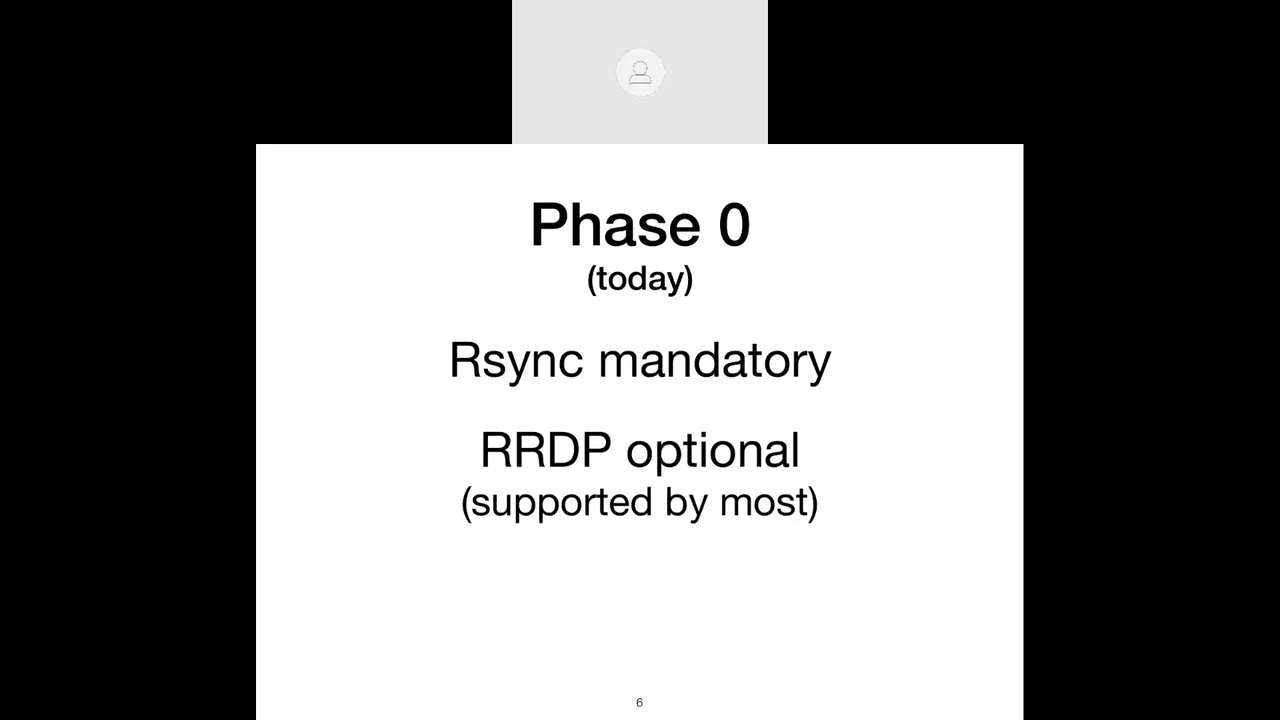 Phase 0
(today)
Rsync mandatory
RRDP optional
(supported by most)
6